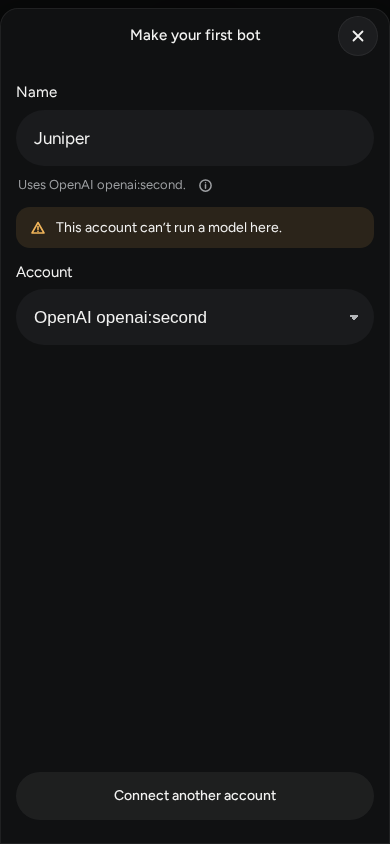 Make your first bot
Name
Juniper
Uses OpenAI openai:second.
This account can’t run a model here.
Account
OpenAI openai:second
Connect another account